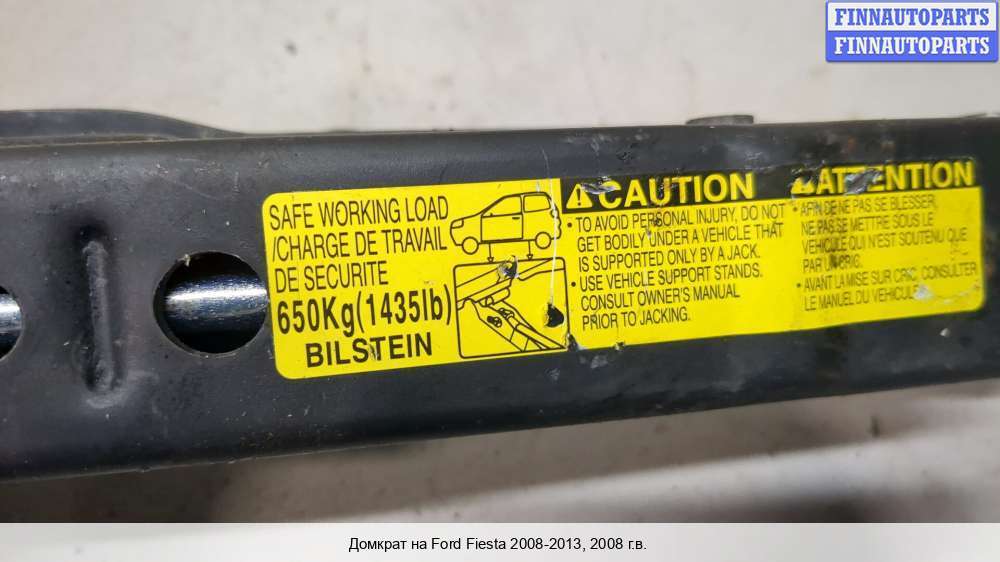 FINNAUTOPARTS
FINNAUTOPARTS
SAFE WORKING LOAD
/CHARGE DE TRAVAIL
DE SECURITE
650Kg(1435lb)
BILSTEIN
CAUTION
• TO AVOID PERSONAL INJURY, DO NOT
GET BODILY UNDER A VEHICLE THAT
IS SUPPORTED ONLY BY A JACK.
• USE VEHICLE SUPPORT STANDS.
CONSULT OWNER'S MANUAL
PRIOR TO JACKING.
ATTENTION
• AFIN DE NE PAS SE BLESSER,
NE PAS SE METTRE SOUS LE
VEHICULE QUI N'EST SOUTENU QUE
PAR UN CRIC.
• AVANT LA MISE SUR CRIC, CONSULTER
LE MANUEL DU VEHICULE
Домкрат на Ford Fiesta 2008-2013, 2008 г.в.